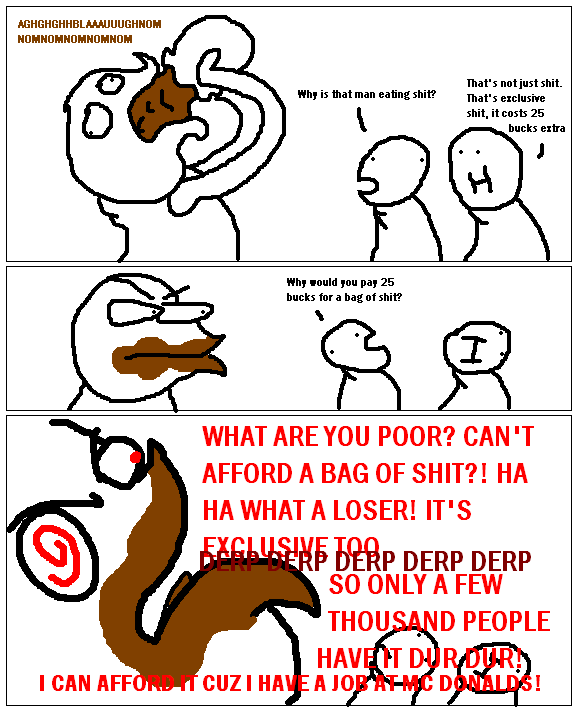 AGHGHGHHBLAAAUUUGHNOM
NOMNOMNOMNOMNOM
Why is that man eating shit?
That's not just shit.
That's exclusive
shit, it costs 25
bucks extra
Why would you pay 25
bucks for a bag of shit?
WHAT ARE YOU POOR? CAN'T
AFFORD A BAG OF SHIT?! HA
HA WHAT A LOSER! IT'S
EXCLUSIVE TOO
DERP DERP DERP DERP DERP
SO ONLY A FEW
THOUSAND PEOPLE
HAVE IT DUR DUR!
I CAN AFFORD IT CUZ I HAVE A JOB AT MC DONALDS!